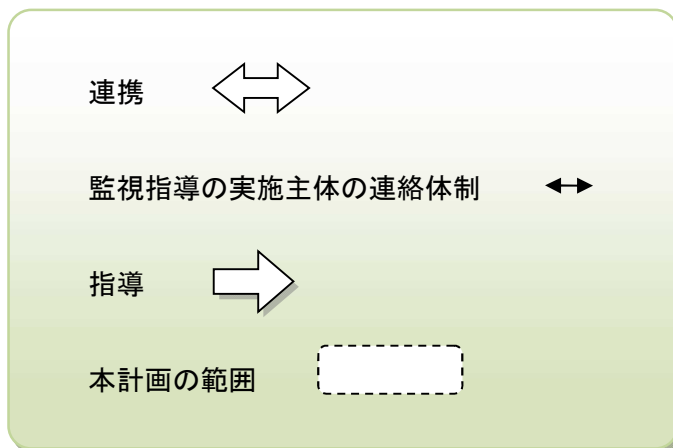 連携
監視指導の実施主体の連絡体制
指導
本計画の範囲